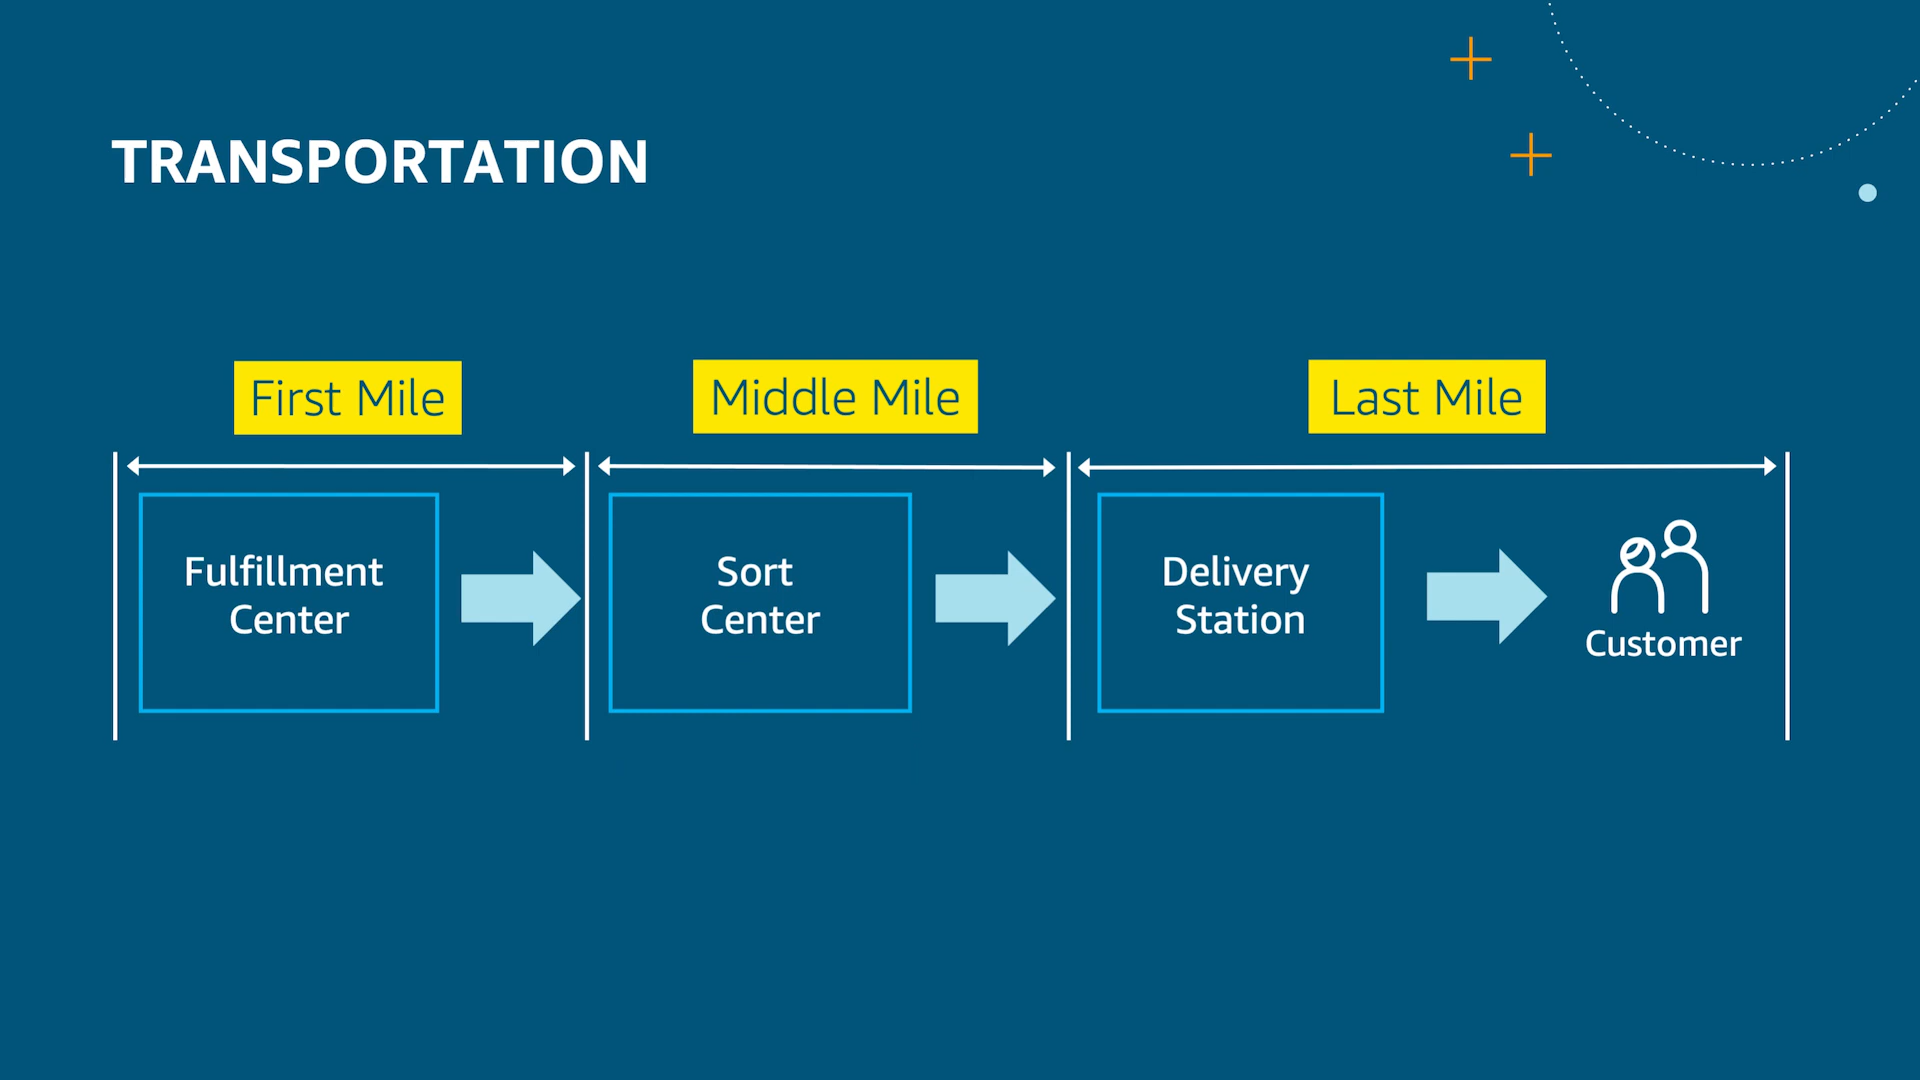 TRANSPORTATION
First Mile
Middle Mile
Last Mile
Fulfillment
Center
Sort
Center
Delivery
Station
Customer